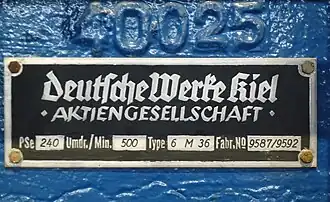 40025
Deutsche Werke Kiel
· AKTIENGESELLSCHAFT ·
PSe 240 Umdr./Min. 500 Type 6 M 36 Fabr.No 9587/9592